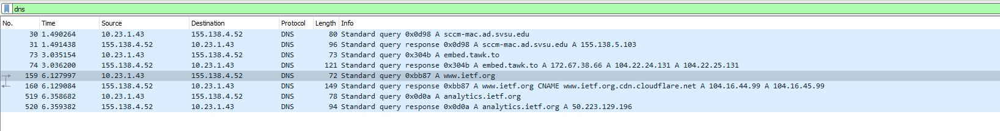 dns
No. Time Source Destination Protocol Length Info
30 1.490264 10.23.1.43 155.138.4.52 DNS 80 Standard query 0x0d98 A sccm-mac.ad.svsu.edu
31 1.491438 155.138.4.52 10.23.1.43 DNS 96 Standard query response 0x0d98 A sccm-mac.ad.svsu.edu A 155.138.5.103
73 3.035154 10.23.1.43 155.138.4.52 DNS 73 Standard query 0x304b A embed.tawk.to
74 3.036200 155.138.4.52 10.23.1.43 DNS 121 Standard query response 0x304b A embed.tawk.to A 172.67.38.66 A 104.22.24.131 A 104.22.25.131
159 6.127997 10.23.1.43 155.138.4.52 DNS 72 Standard query 0xbb87 A www.ietf.org
160 6.129084 155.138.4.52 10.23.1.43 DNS 149 Standard query response 0xbb87 A www.ietf.org CNAME www.ietf.org.cdn.cloudflare.net A 104.16.44.99 A 104.16.45.99
519 6.358682 10.23.1.43 155.138.4.52 DNS 78 Standard query 0x0d0a A analytics.ietf.org
520 6.359382 155.138.4.52 10.23.1.43 DNS 94 Standard query response 0x0d0a A analytics.ietf.org A 50.223.129.196